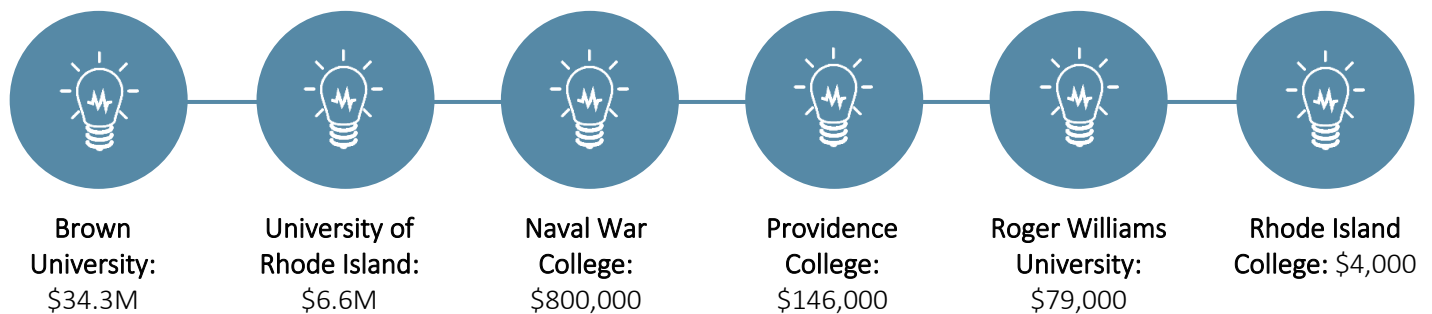 Brown
University:
$34.3M
University of
Rhode Island:
$6.6M
Naval War
College:
$800,000
Providence
College:
$146,000
Roger Williams
University:
$79,000
Rhode Island
College: $4,000